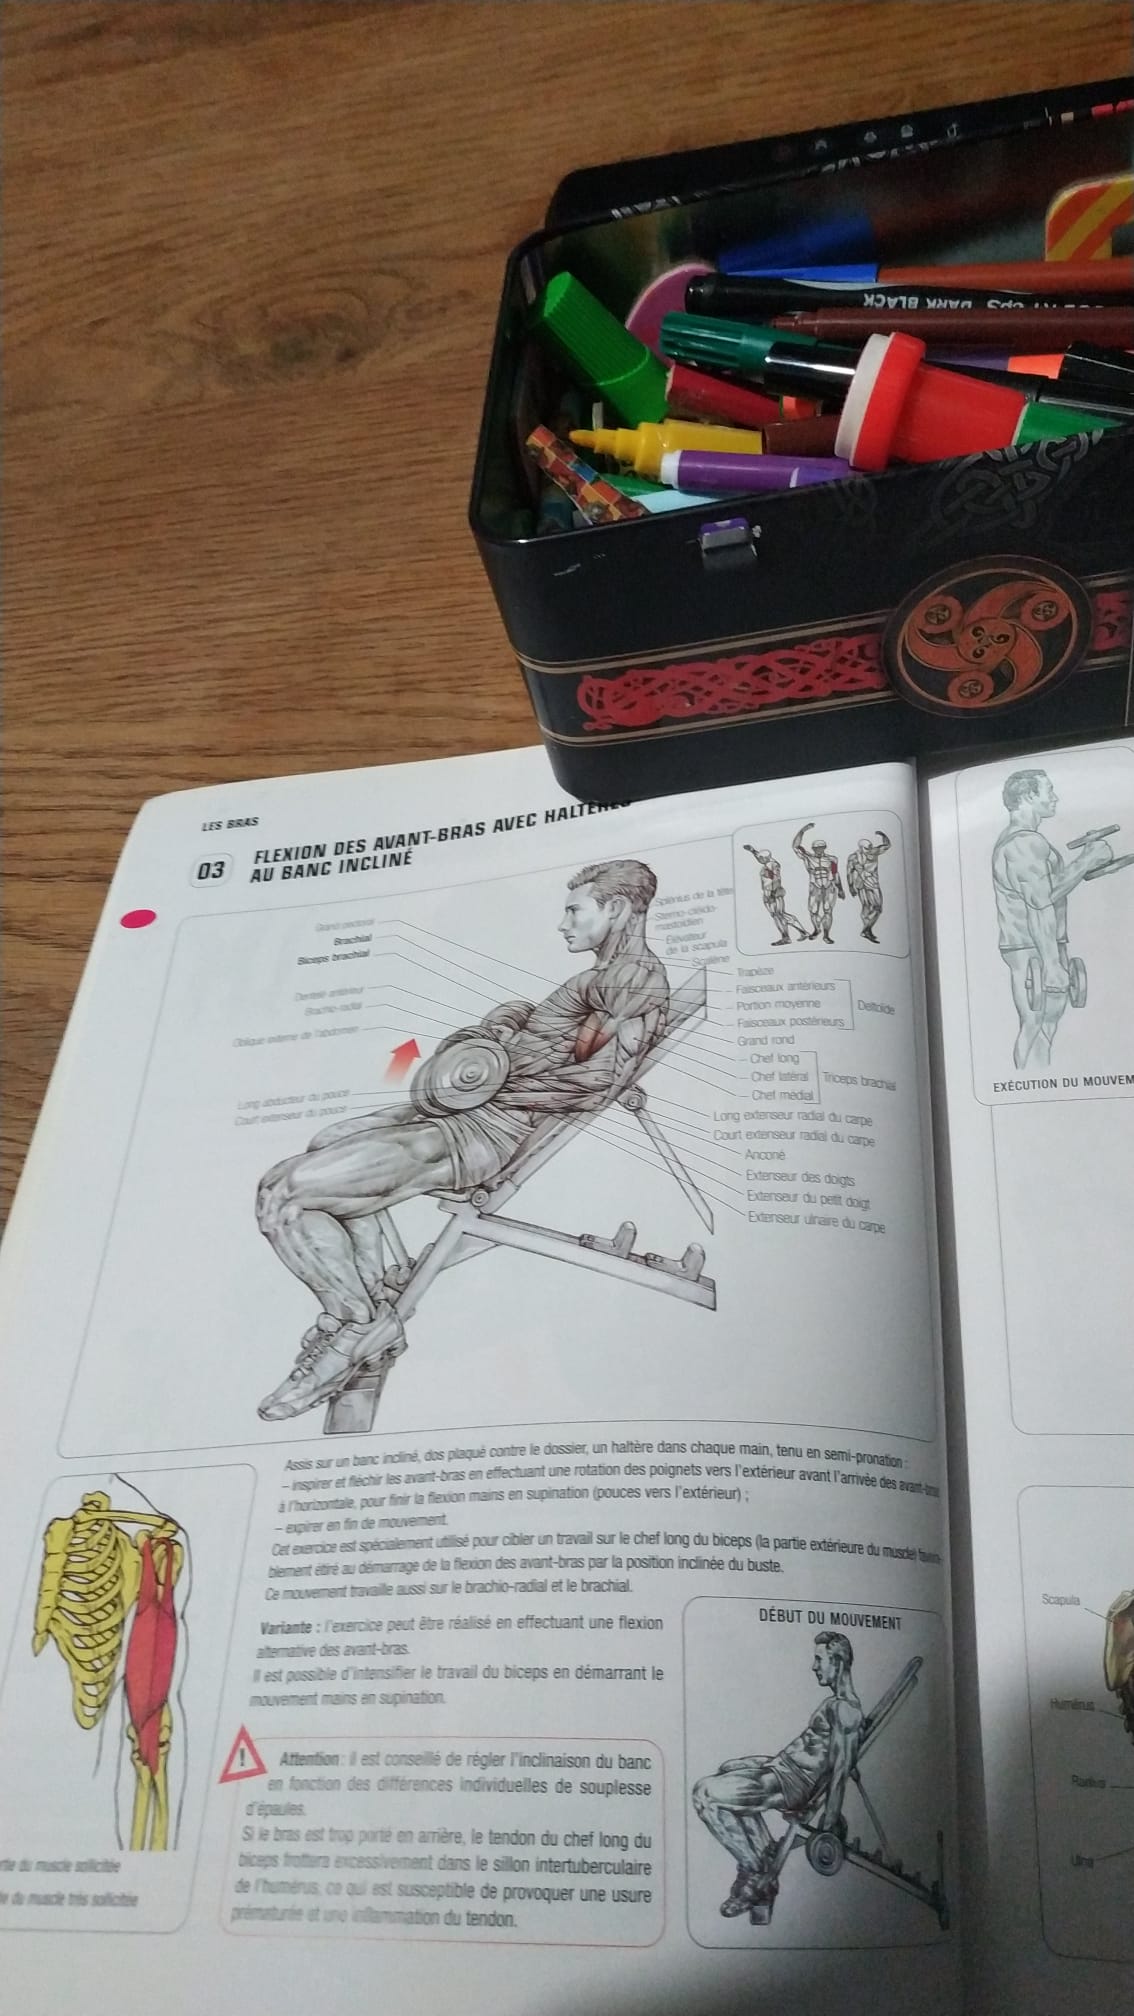 DARK BLACK
LES BRAS
03
FLEXION DES AVANT-BRAS AVEC HALTÈRES
AU BANC INCLINÉ
Grand pectoral
Brachial
Biceps brachial
Dentelé antérieur
Brachio-radial
Oblique externe de l'abdomen
Long abducteur du pouce
Court extenseur du pouce
Splénius de la tête
Sterno-cléido-
mastoïdien
Élévateur
de la scapula
Scalène
Trapèze
Faisceaux antérieurs
Portion moyenne
Faisceaux postérieurs
Deltoïde
Grand rond
Chef long
Chef latéral
Chef médial
Triceps brachial
Long extenseur radial du carpe
Court extenseur radial du carpe
Anconé
Extenseur des doigts
Extenseur du petit doigt
Extenseur ulnaire du carpe
Assis sur un banc incliné, dos plaqué contre le dossier, un haltère dans chaque main, tenu en semi-pronation :
– inspirer et fléchir les avant-bras en effectuant une rotation des poignets vers l'extérieur avant l'arrivée des avant-bras
à l'horizontale, pour finir la flexion mains en supination (pouces vers l'extérieur) ;
– expirer en fin de mouvement.
Cet exercice est spécialement utilisé pour cibler un travail sur le chef long du biceps (la partie extérieure du muscle)
blement étiré au démarrage de la flexion des avant-bras par la position inclinée du buste.
Ce mouvement travaille aussi sur le brachio-radial et le brachial.
Variante : l'exercice peut être réalisé en effectuant une flexion
alternative des avant-bras.
Il est possible d'intensifier le travail du biceps en démarrant le
mouvement mains en supination.
! Attention : il est conseillé de régler l'inclinaison du banc
en fonction des différences individuelles de souplesse
d'épaules.
Si le bras est trop porté en arrière, le tendon du chef long du
biceps frottera excessivement dans le sillon intertuberculaire
de l'humérus, ce qui est susceptible de provoquer une usure
prématurée et une inflammation du tendon.
DÉBUT DU MOUVEMENT
du muscle sollicitée
du muscle très sollicitée
EXÉCUTION DU MOUVEM
Scapula
Humérus
Radius
Ulna